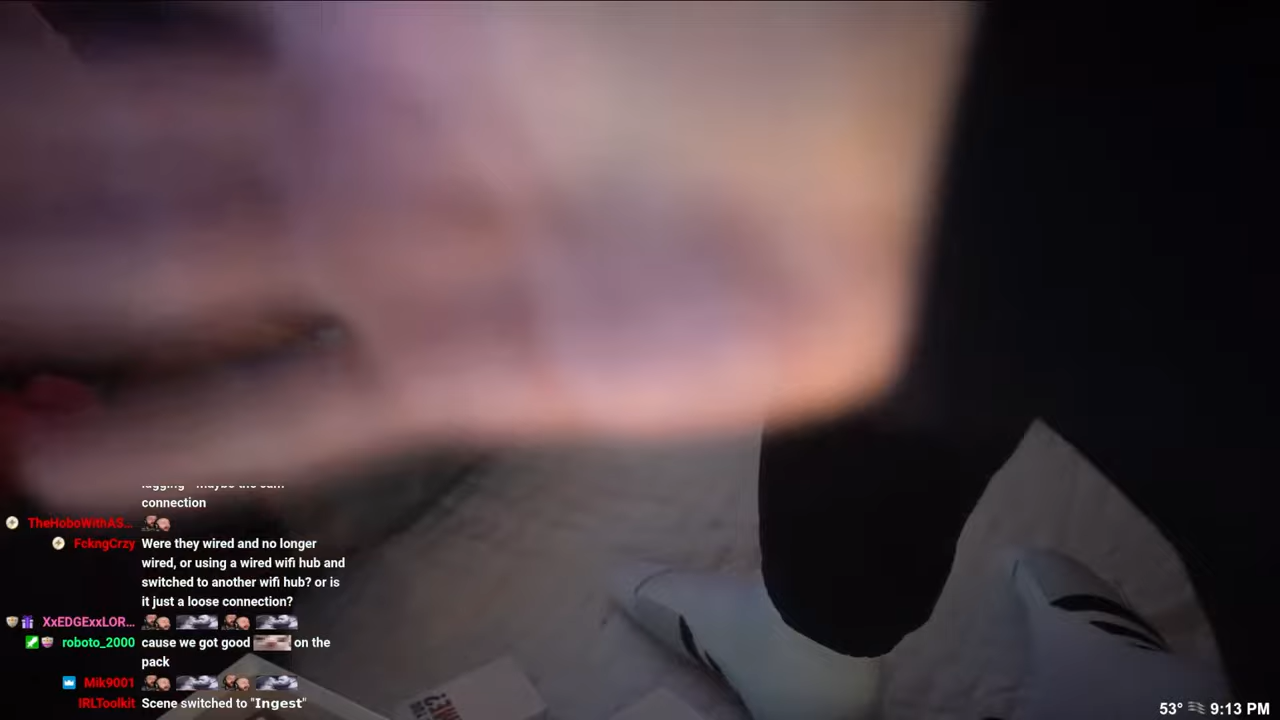 connection
TheHoboWithAS...
FckngCrzy Were they wired and no longer
wired, or using a wired wifi hub and
switched to another wifi hub? or is
it just a loose connection?
XxEDGExxLOR...
roboto_2000 cause we got good on the
pack
Mik9001
IRLToolkit Scene switched to "Ingest"
53° 9:13 PM